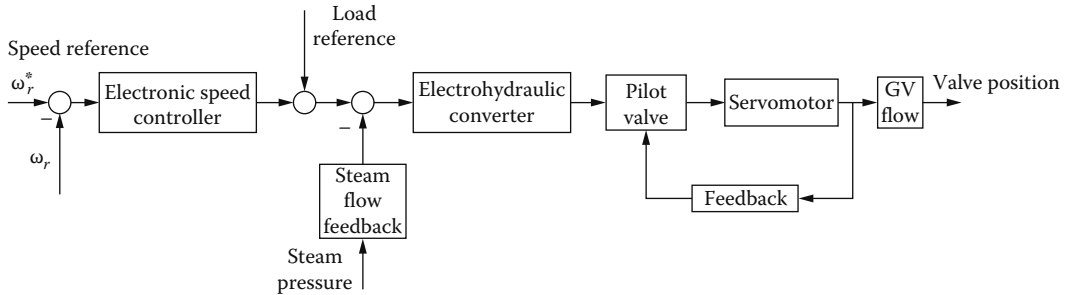 Load
reference
Speed reference
ω*r
Electronic speed
controller
Electrohydraulic
converter
Pilot
valve
Servomotor
GV
flow
Valve position
−
ωr
−
Steam
flow
feedback
Feedback
Steam
pressure